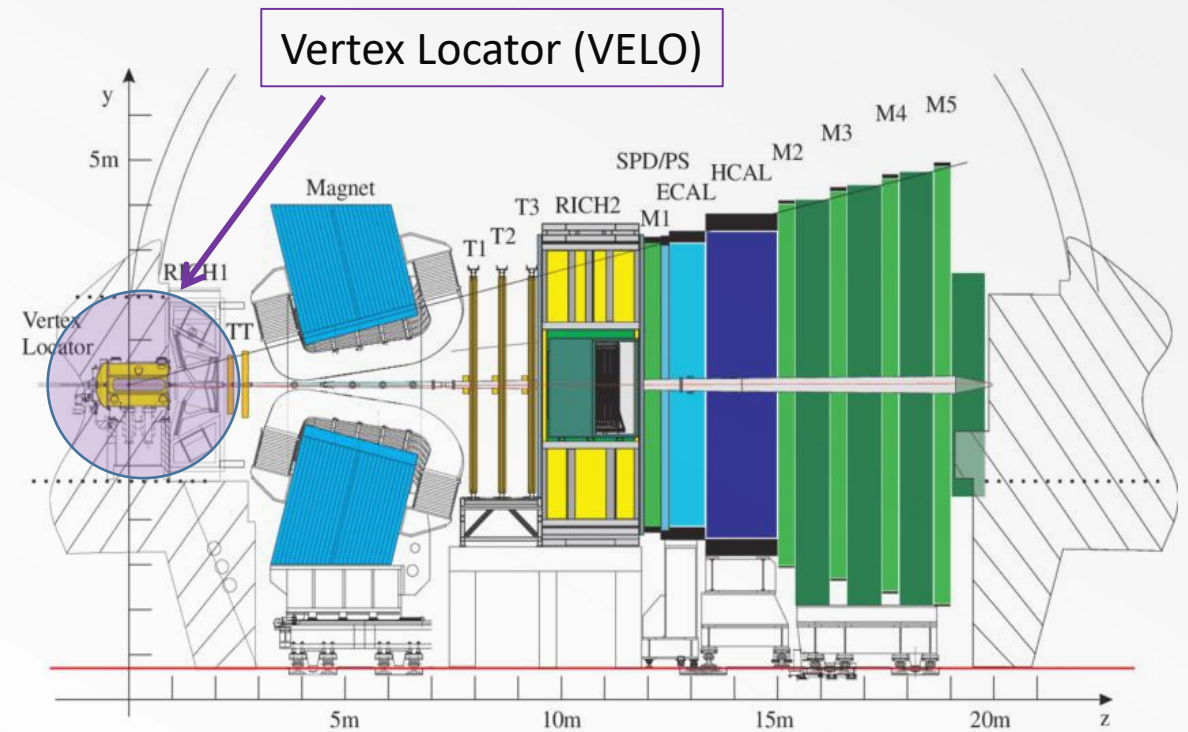 Vertex Locator (VELO)
y
5m
Magnet
T1
T2
T3
RICH2
SPD/PS
ECAL
HCAL
M1
M2
M3
M4
M5
RICH1
Vertex
Locator
TT
5m
10m
15m
20m
z